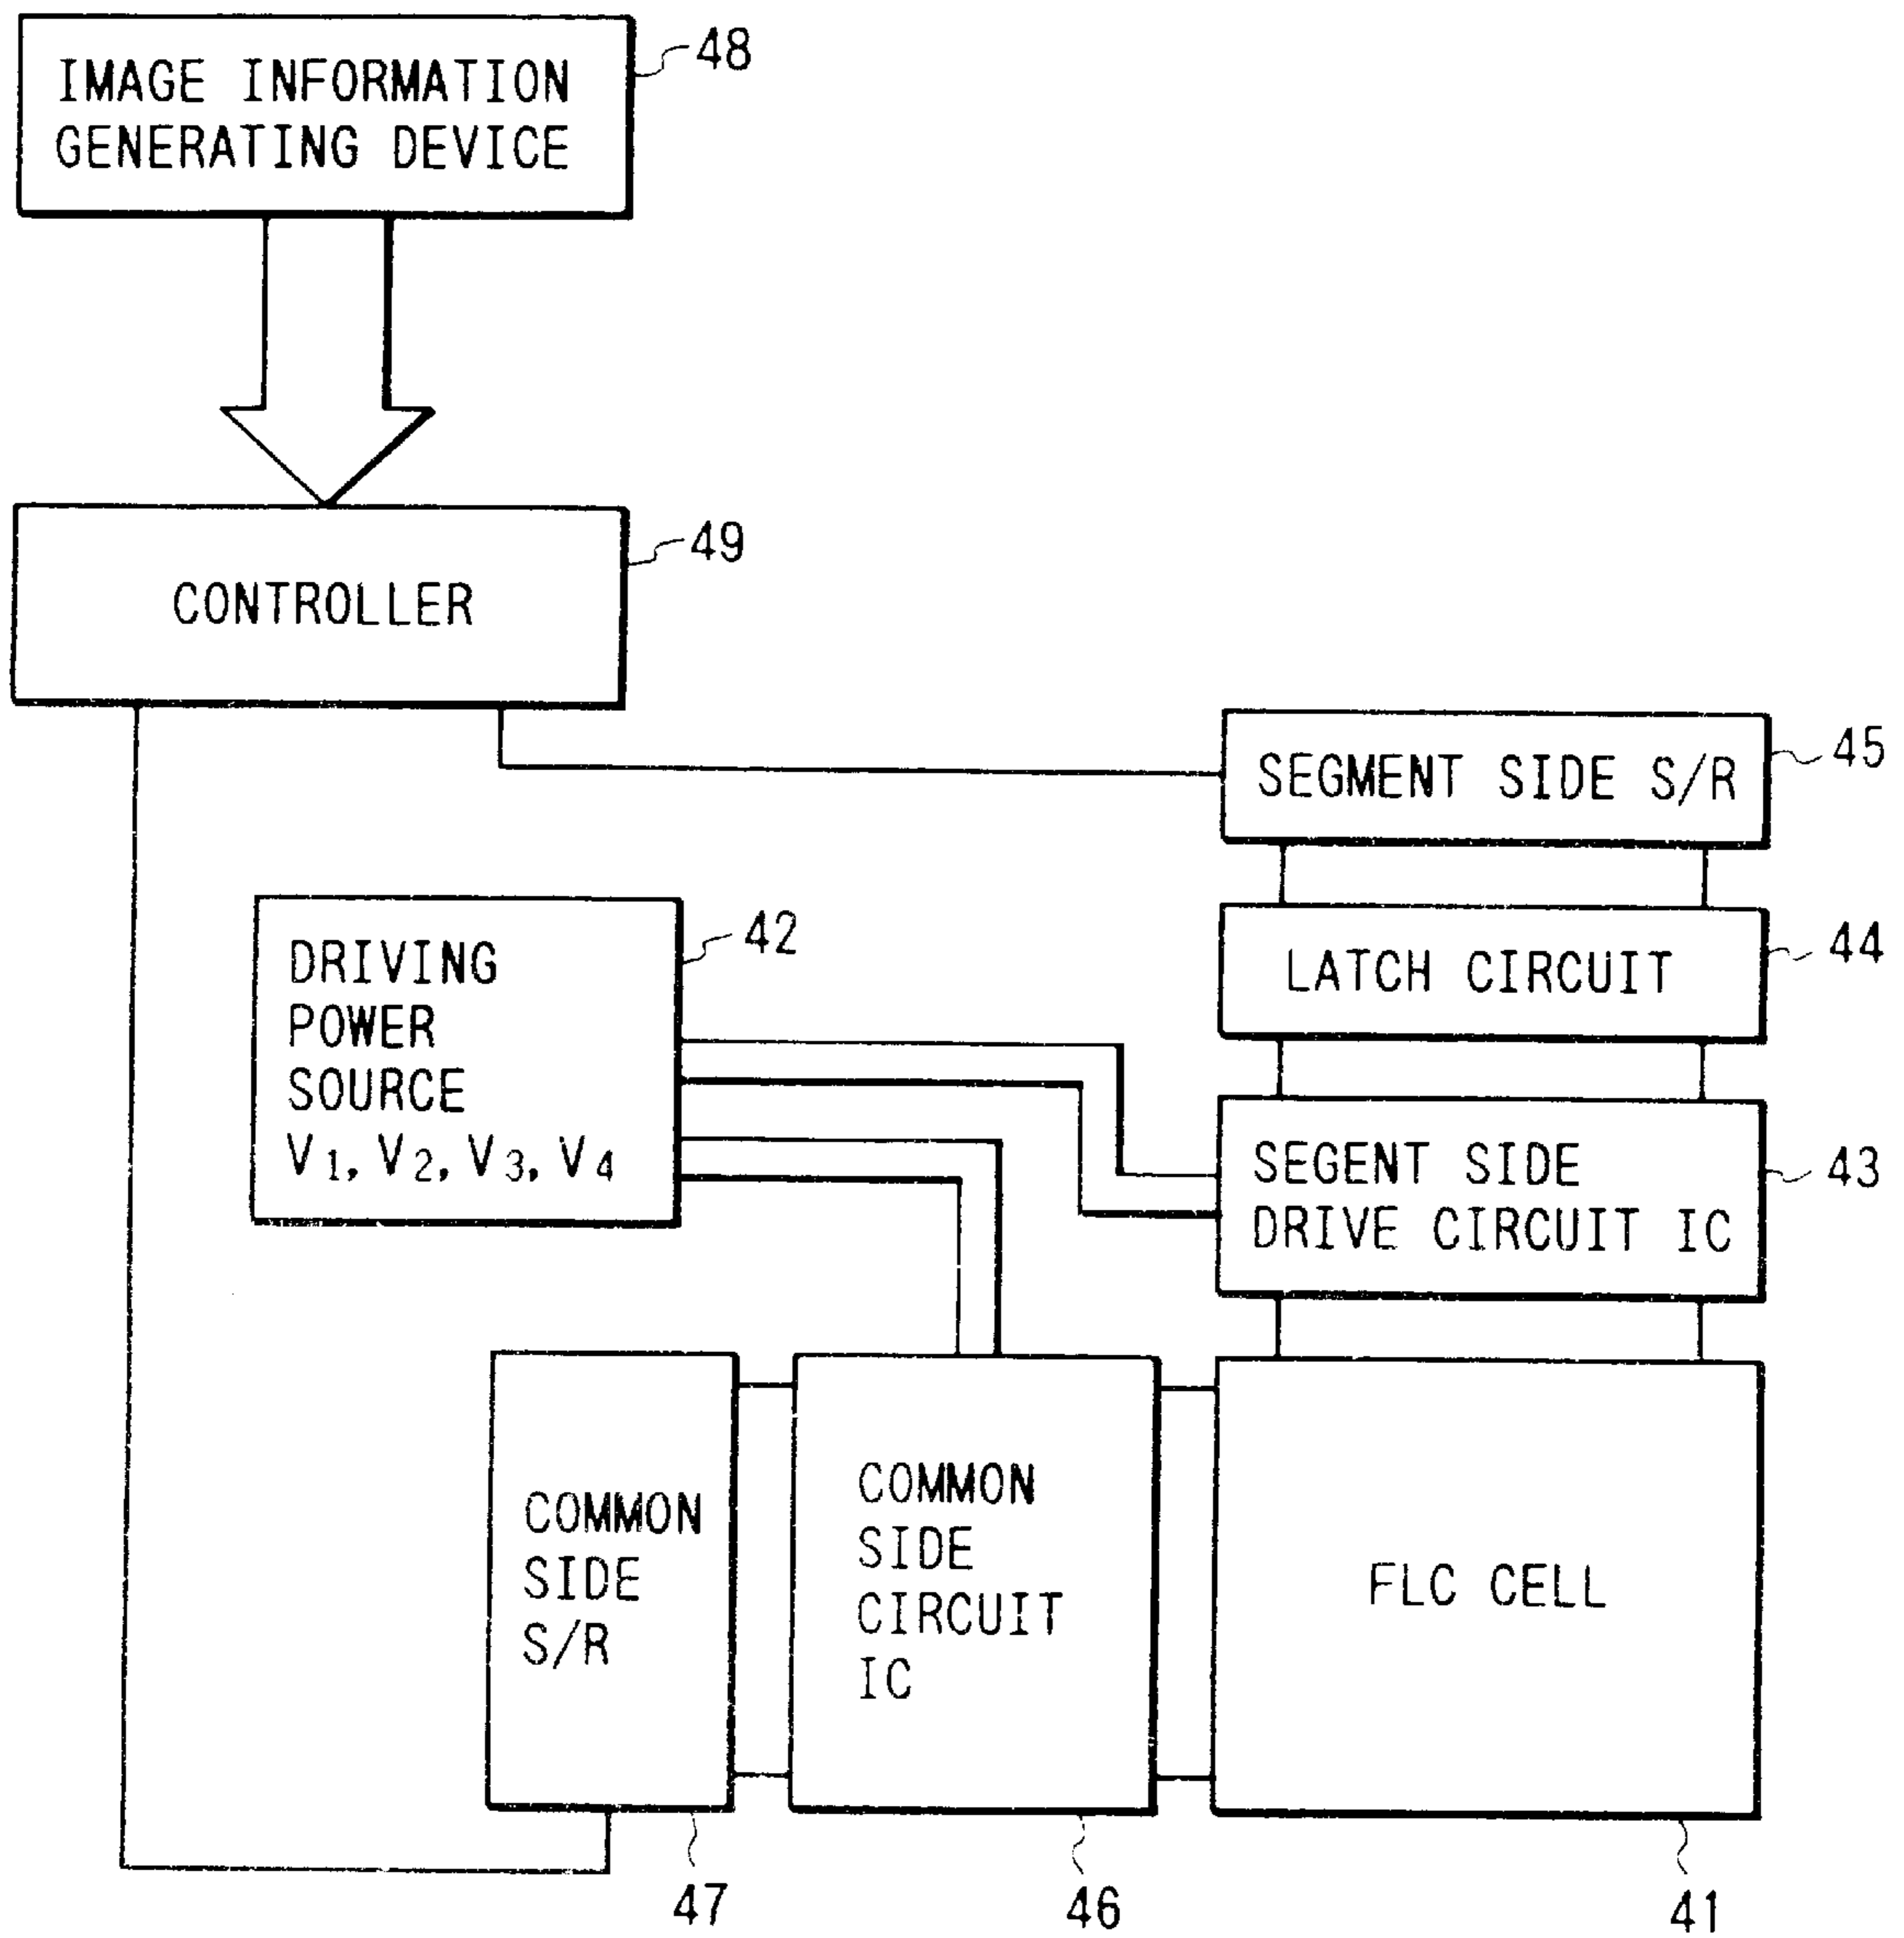 IMAGE INFORMATION
GENERATING DEVICE
48
CONTROLLER
49
SEGMENT SIDE S/R
45
LATCH CIRCUIT
44
DRIVING
POWER
SOURCE
V1, V2, V3, V4
42
SEGENT SIDE
DRIVE CIRCUIT IC
43
COMMON
SIDE
S/R
47
COMMON
SIDE
CIRCUIT
IC
46
FLC CELL
41